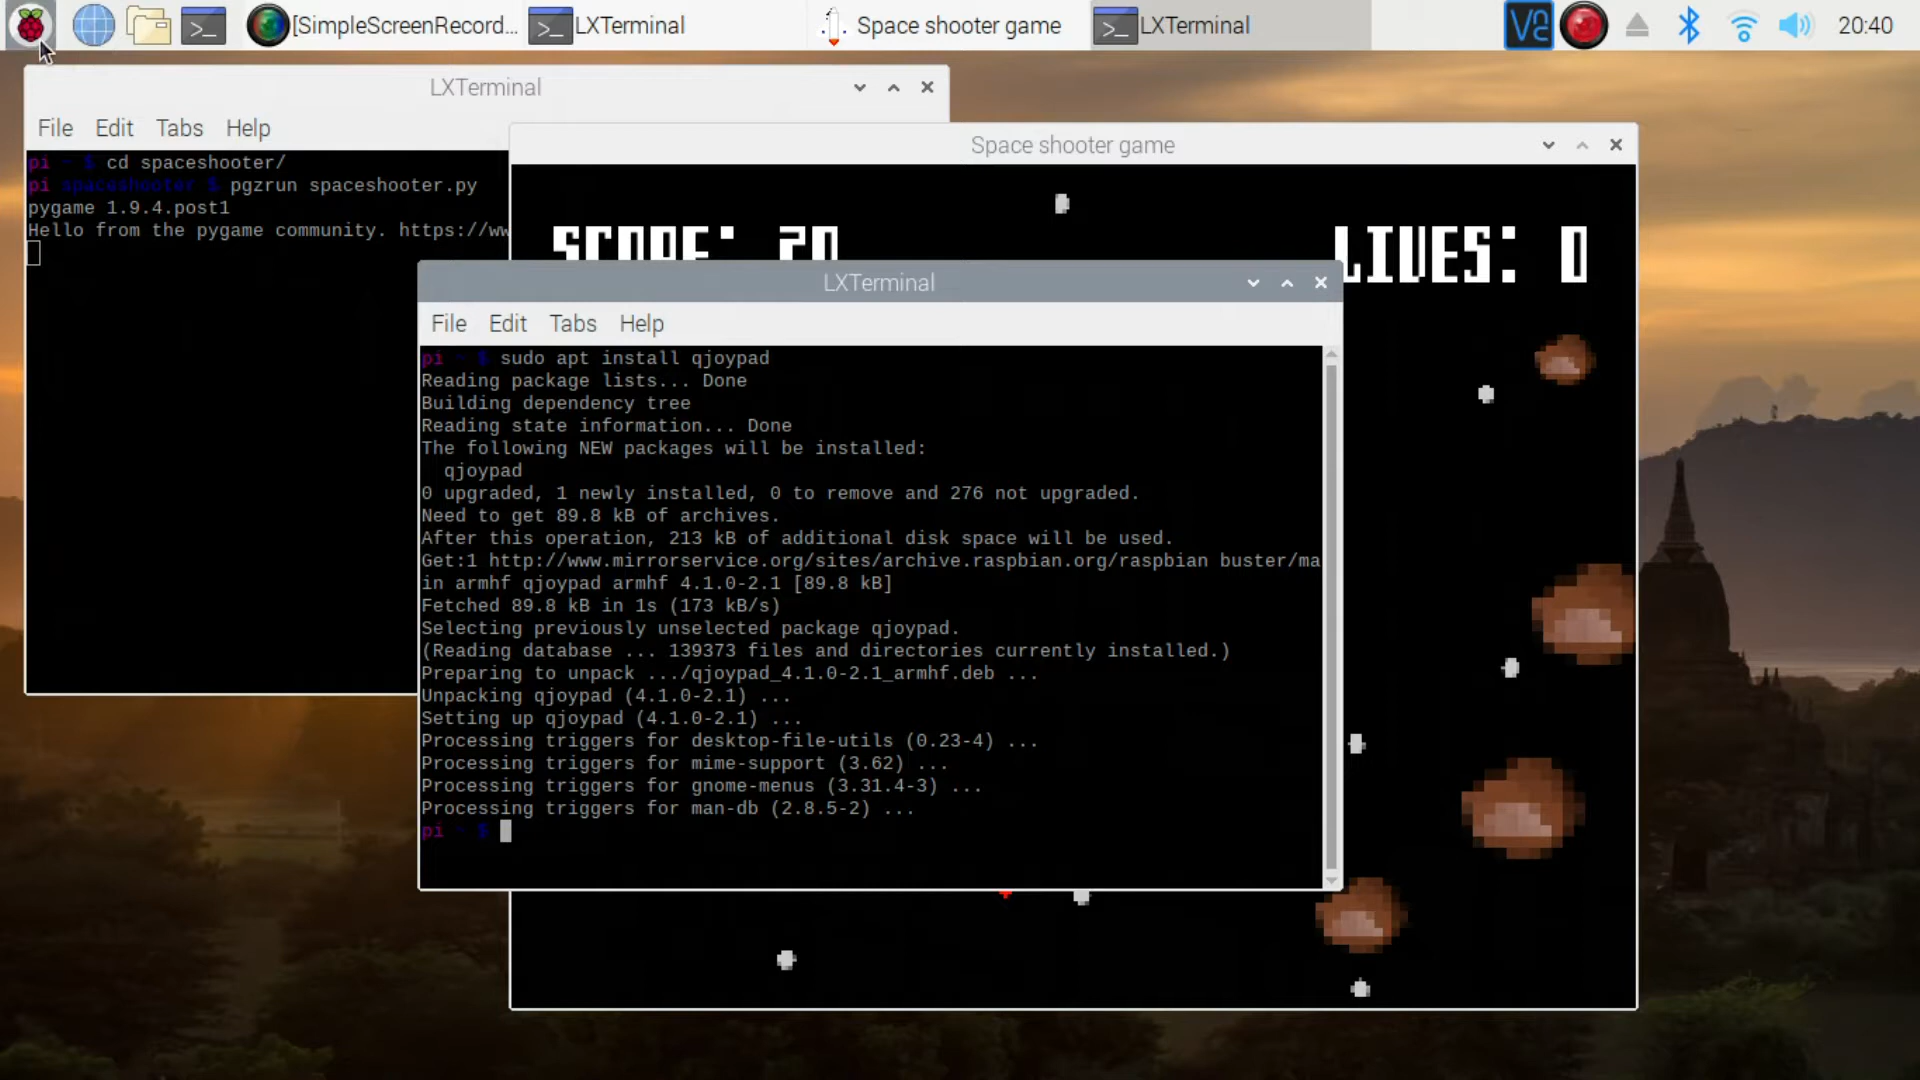 [SimpleScreenRecord...
LXTerminal
Space shooter game
LXTerminal
20:40
LXTerminal
File Edit Tabs Help
pi ~ $ cd spaceshooter/
pi spaceshooter $ pgzrun spaceshooter.py
pygame 1.9.4.post1
Hello from the pygame community. https://ww
Space shooter game
SCORE: 20
LIVES: 0
LXTerminal
File Edit Tabs Help
pi ~ $ sudo apt install qjoypad
Reading package lists... Done
Building dependency tree
Reading state information... Done
The following NEW packages will be installed:
qjoypad
0 upgraded, 1 newly installed, 0 to remove and 276 not upgraded.
Need to get 89.8 kB of archives.
After this operation, 213 kB of additional disk space will be used.
Get:1 http://www.mirrorservice.org/sites/archive.raspbian.org/raspbian buster/ma
in armhf qjoypad armhf 4.1.0-2.1 [89.8 kB]
Fetched 89.8 kB in 1s (173 kB/s)
Selecting previously unselected package qjoypad.
(Reading database ... 139373 files and directories currently installed.)
Preparing to unpack .../qjoypad_4.1.0-2.1_armhf.deb ...
Unpacking qjoypad (4.1.0-2.1) ...
Setting up qjoypad (4.1.0-2.1) ...
Processing triggers for desktop-file-utils (0.23-4) ...
Processing triggers for mime-support (3.62) ...
Processing triggers for gnome-menus (3.31.4-3) ...
Processing triggers for man-db (2.8.5-2) ...
pi ~ $